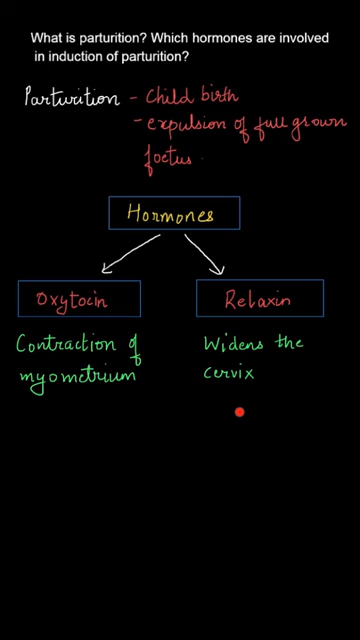 What is parturition? Which hormones are involved
in induction of parturition?
Parturition - Child birth
- expulsion of full grown
foetus.
Hormones
Oxytocin
Relaxin
Contraction of
myometrium
Widens the
cervix